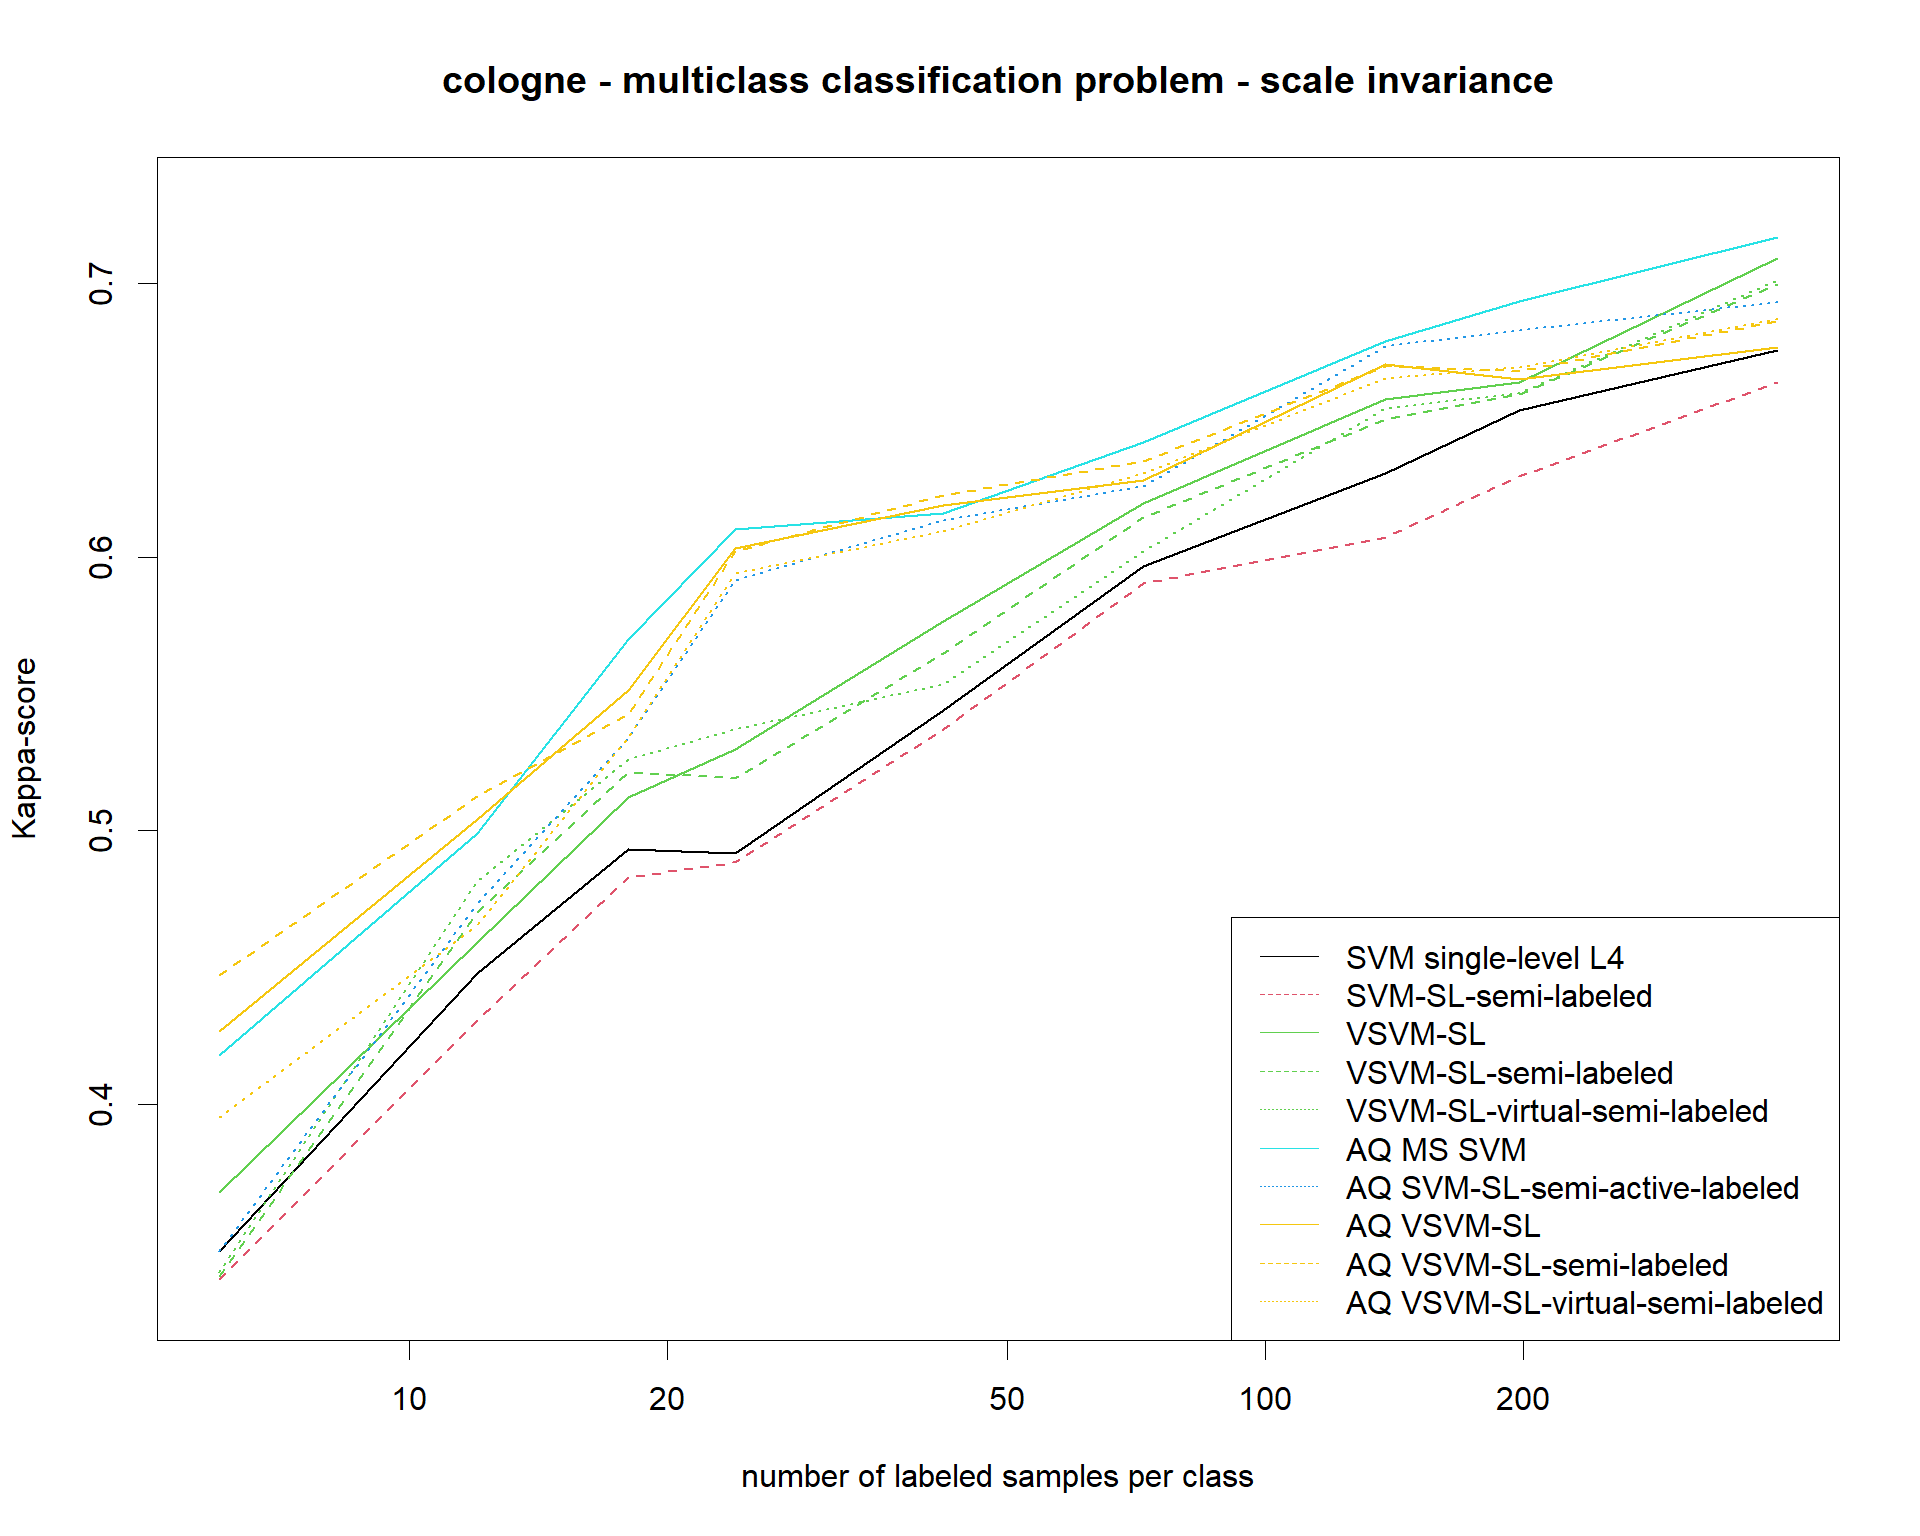 cologne - multiclass classification problem - scale invariance
Kappa-score
0.7
0.6
0.5
0.4
SVM single-level L4
SVM-SL-semi-labeled
VSVM-SL
VSVM-SL-semi-labeled
VSVM-SL-virtual-semi-labeled
AQ MS SVM
AQ SVM-SL-semi-active-labeled
AQ VSVM-SL
AQ VSVM-SL-semi-labeled
AQ VSVM-SL-virtual-semi-labeled
10 20 50 100 200
number of labeled samples per class